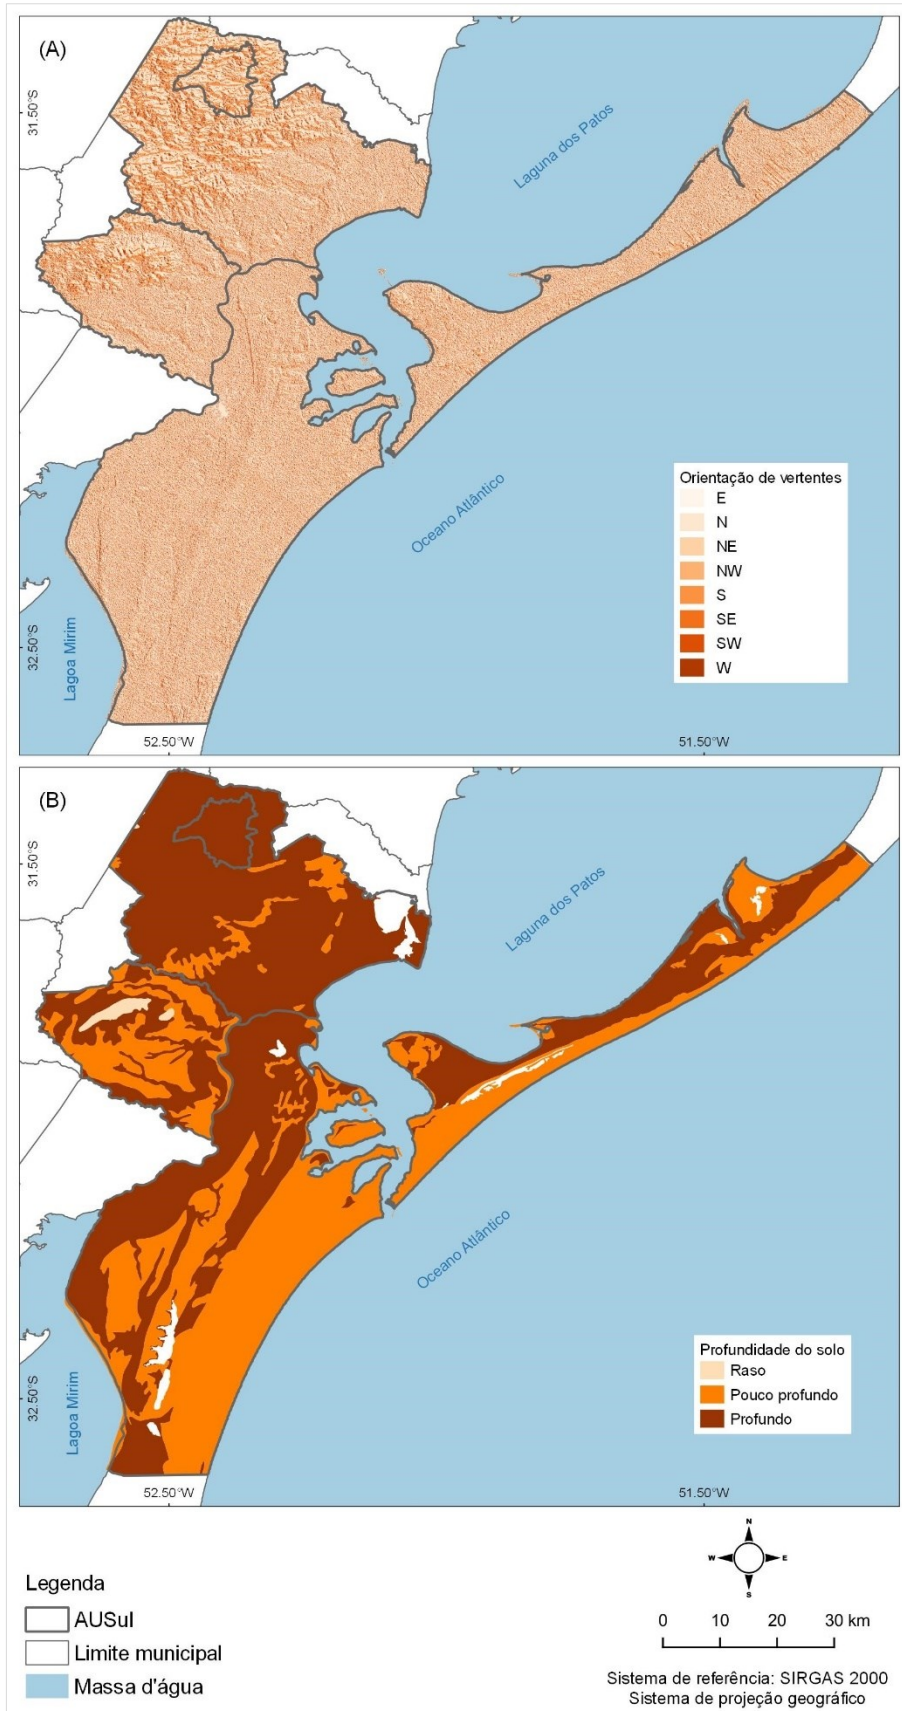 (A)
31.50°S
Laguna dos Patos
Oceano Atlântico
Orientação de vertentes
E
N
NE
NW
S
SE
SW
W
32.50°S
Lagoa Mirim
52.50°W
51.50°W
(B)
31.50°S
Laguna dos Patos
Oceano Atlântico
Profundidade do solo
Raso
Pouco profundo
Profundo
32.50°S
Lagoa Mirim
52.50°W
51.50°W
N
W
E
S
Legenda
AUSul
Limite municipal
Massa d'água
0 10 20 30 km
Sistema de referência: SIRGAS 2000
Sistema de projeção geográfico